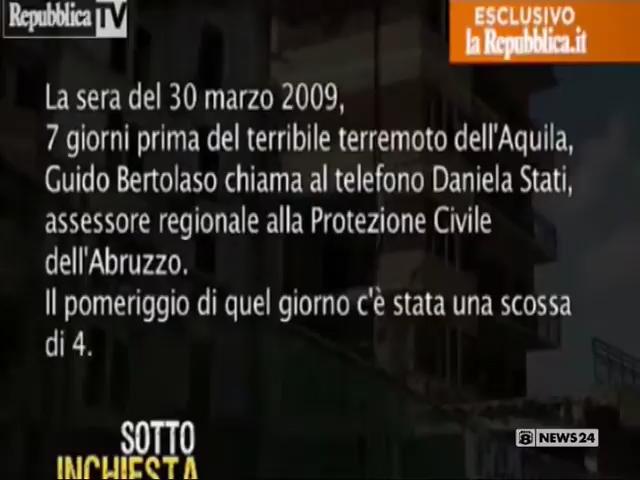 Repubblica TV
ESCLUSIVO
la Repubblica.it
La sera del 30 marzo 2009,
7 giorni prima del terribile terremoto dell'Aquila,
Guido Bertolaso chiama al telefono Daniela Stati,
assessore regionale alla Protezione Civile
dell'Abruzzo.
Il pomeriggio di quel giorno c'è stata una scossa
di 4.
SOTTO
INCHIESTA
8 NEWS24